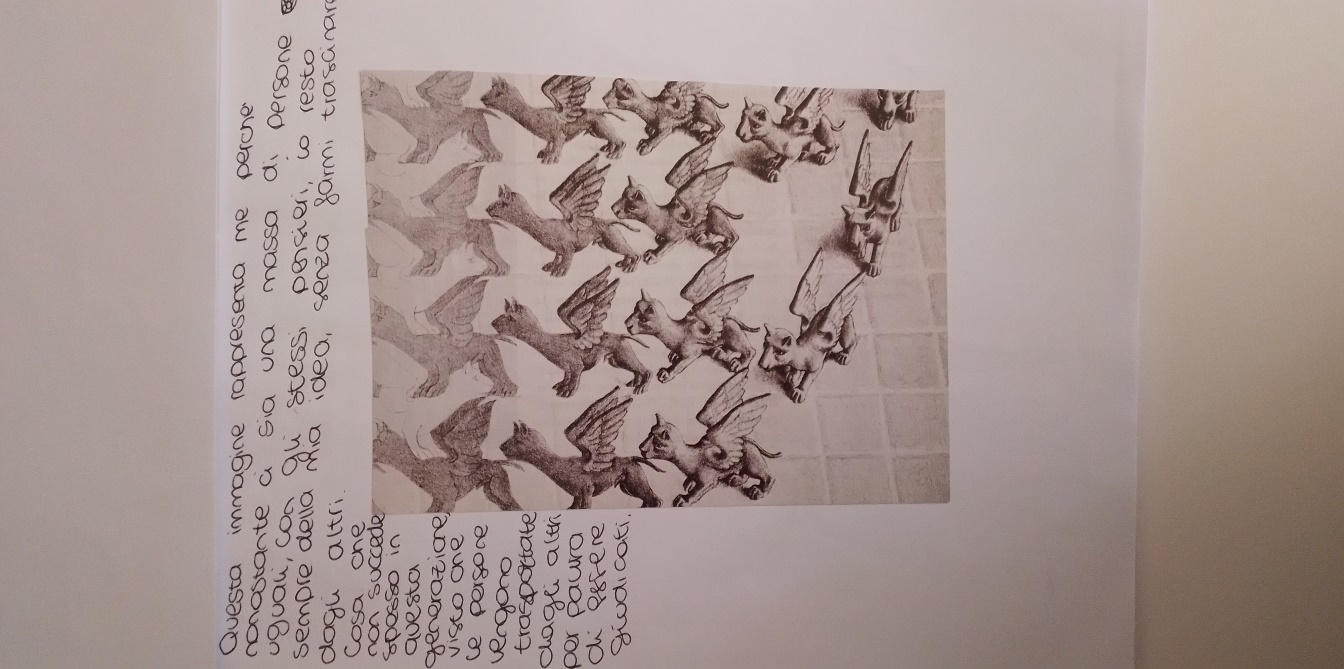 Questa immagine rappresenta me perchè
nonostante ci sia una massa di persone
uguali, con gli stessi pensieri, io resto
sempre della mia idea, senza farmi trascinare
dagli altri.
Cosa che
non succede
spesso in
questa
generazione,
visto che
le persone
vengono
trasportate
dagli altri
per paura
di essere
giudicati.